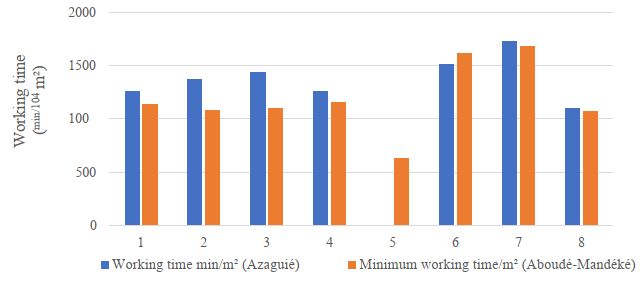 2000
1500
100
500
0
Working time
(min/10⁴ m²)
1 2 3 4 5 6 7 8
Working time min/m² (Azaguié) Minimum working time/m² (Aboudé-Mandéké)